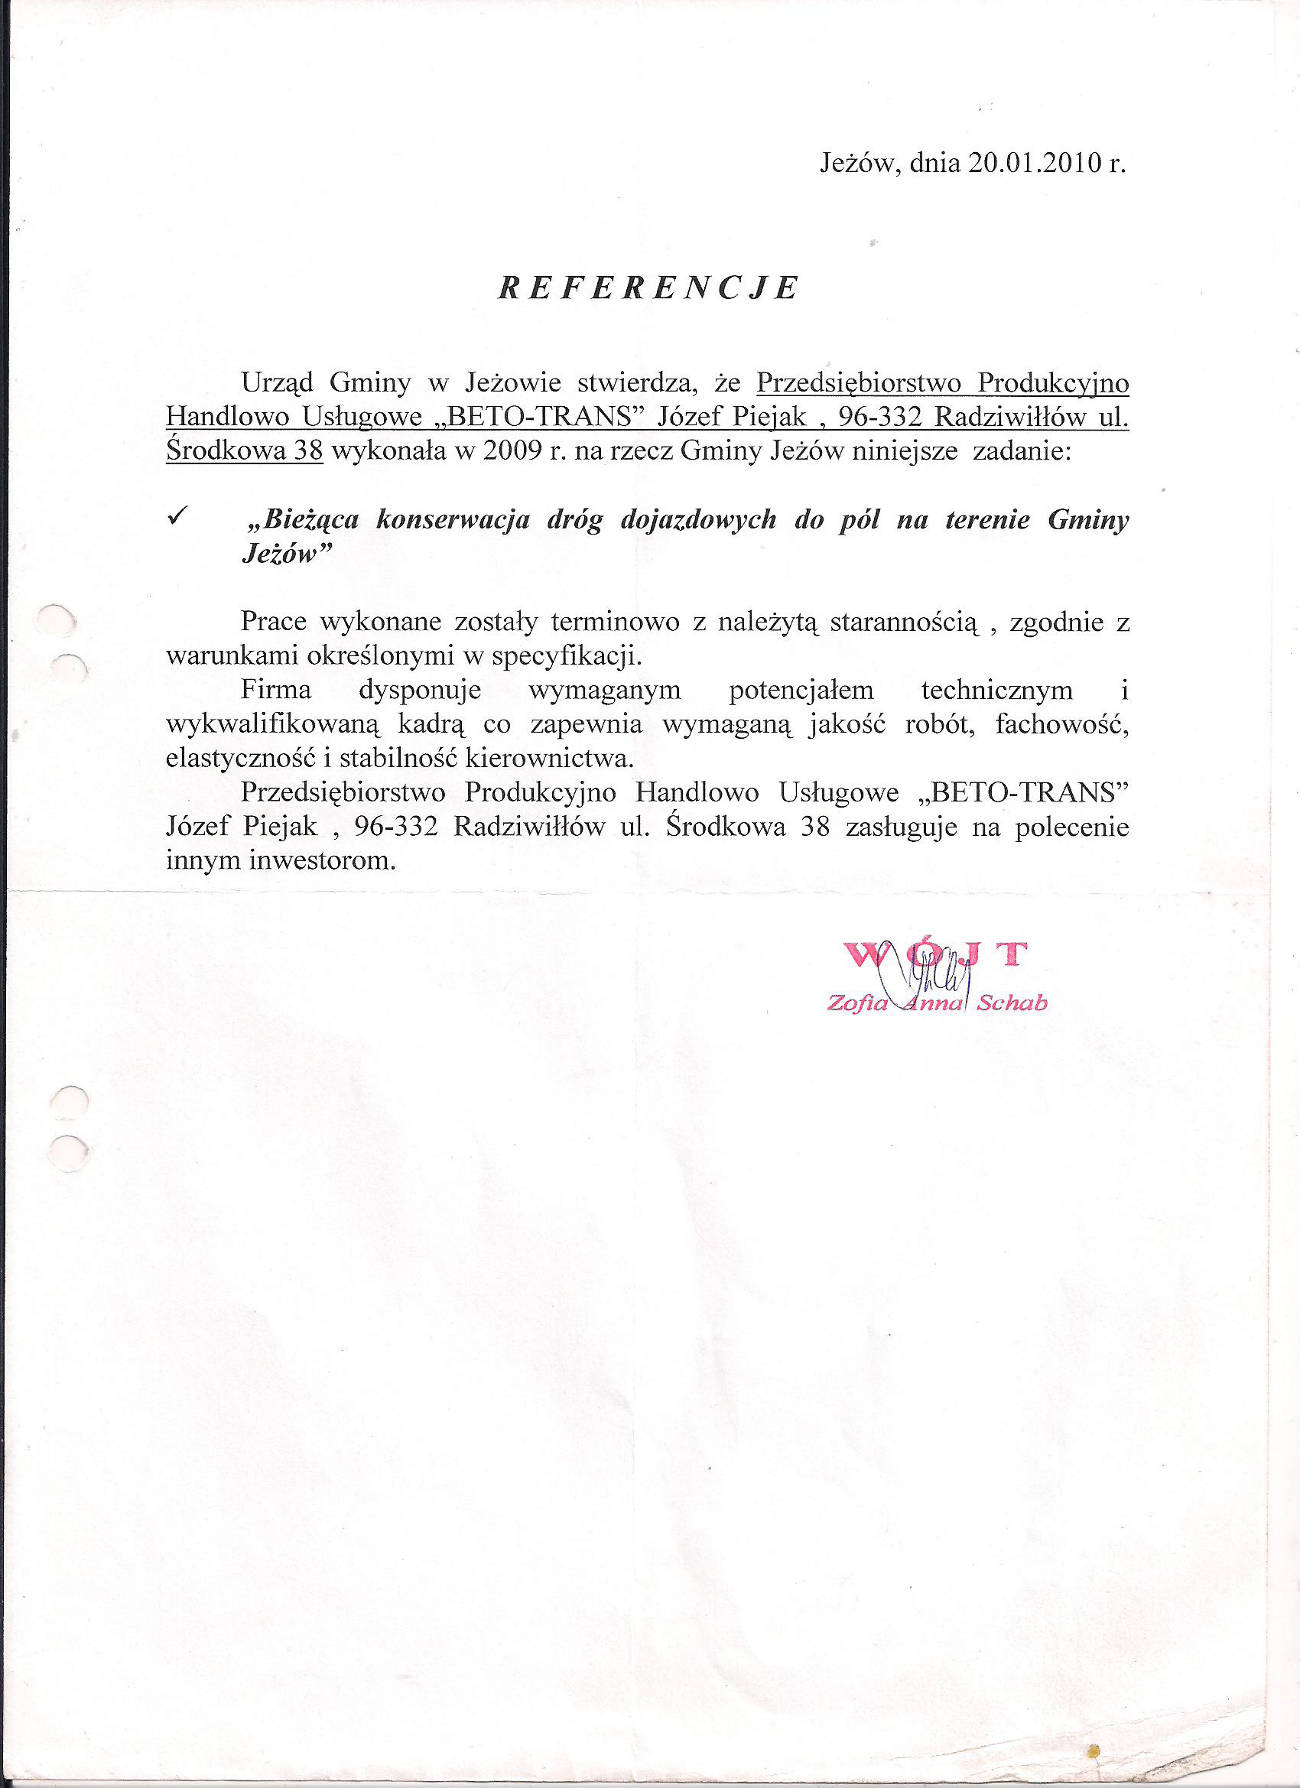 Jeżów, dnia 20.01.2010 r.
REFERENCJE
Urząd Gminy w Jeżowie stwierdza, że Przedsiębiorstwo Produkcyjno
Handlowo Usługowe „BETO-TRANS” Józef Piejak , 96-332 Radziwiłłów ul.
Środkowa 38 wykonała w 2009 r. na rzecz Gminy Jeżów niniejsze zadanie:
✓ „Bieżąca konserwacja dróg dojazdowych do pól na terenie Gminy
Jeżów”
Prace wykonane zostały terminowo z należytą starannością , zgodnie z
warunkami określonymi w specyfikacji.
Firma dysponuje wymaganym potencjałem technicznym i
wykwalifikowaną kadrą co zapewnia wymaganą jakość robót, fachowość,
elastyczność i stabilność kierownictwa.
Przedsiębiorstwo Produkcyjno Handlowo Usługowe „BETO-TRANS”
Józef Piejak , 96-332 Radziwiłłów ul. Środkowa 38 zasługuje na polecenie
innym inwestorom.
WÓJT
Zofia Anna Schab